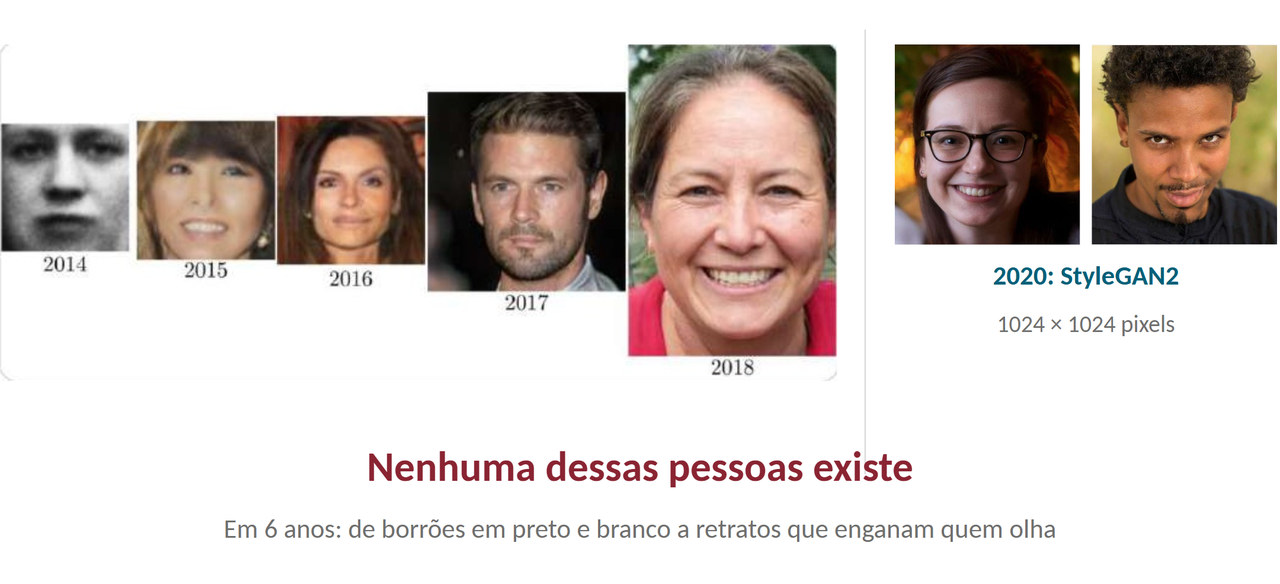 2014
2015
2016
2017
2018
2020: StyleGAN2
1024 × 1024 pixels
Nenhuma dessas pessoas existe
Em 6 anos: de borrões em preto e branco a retratos que enganam quem olha